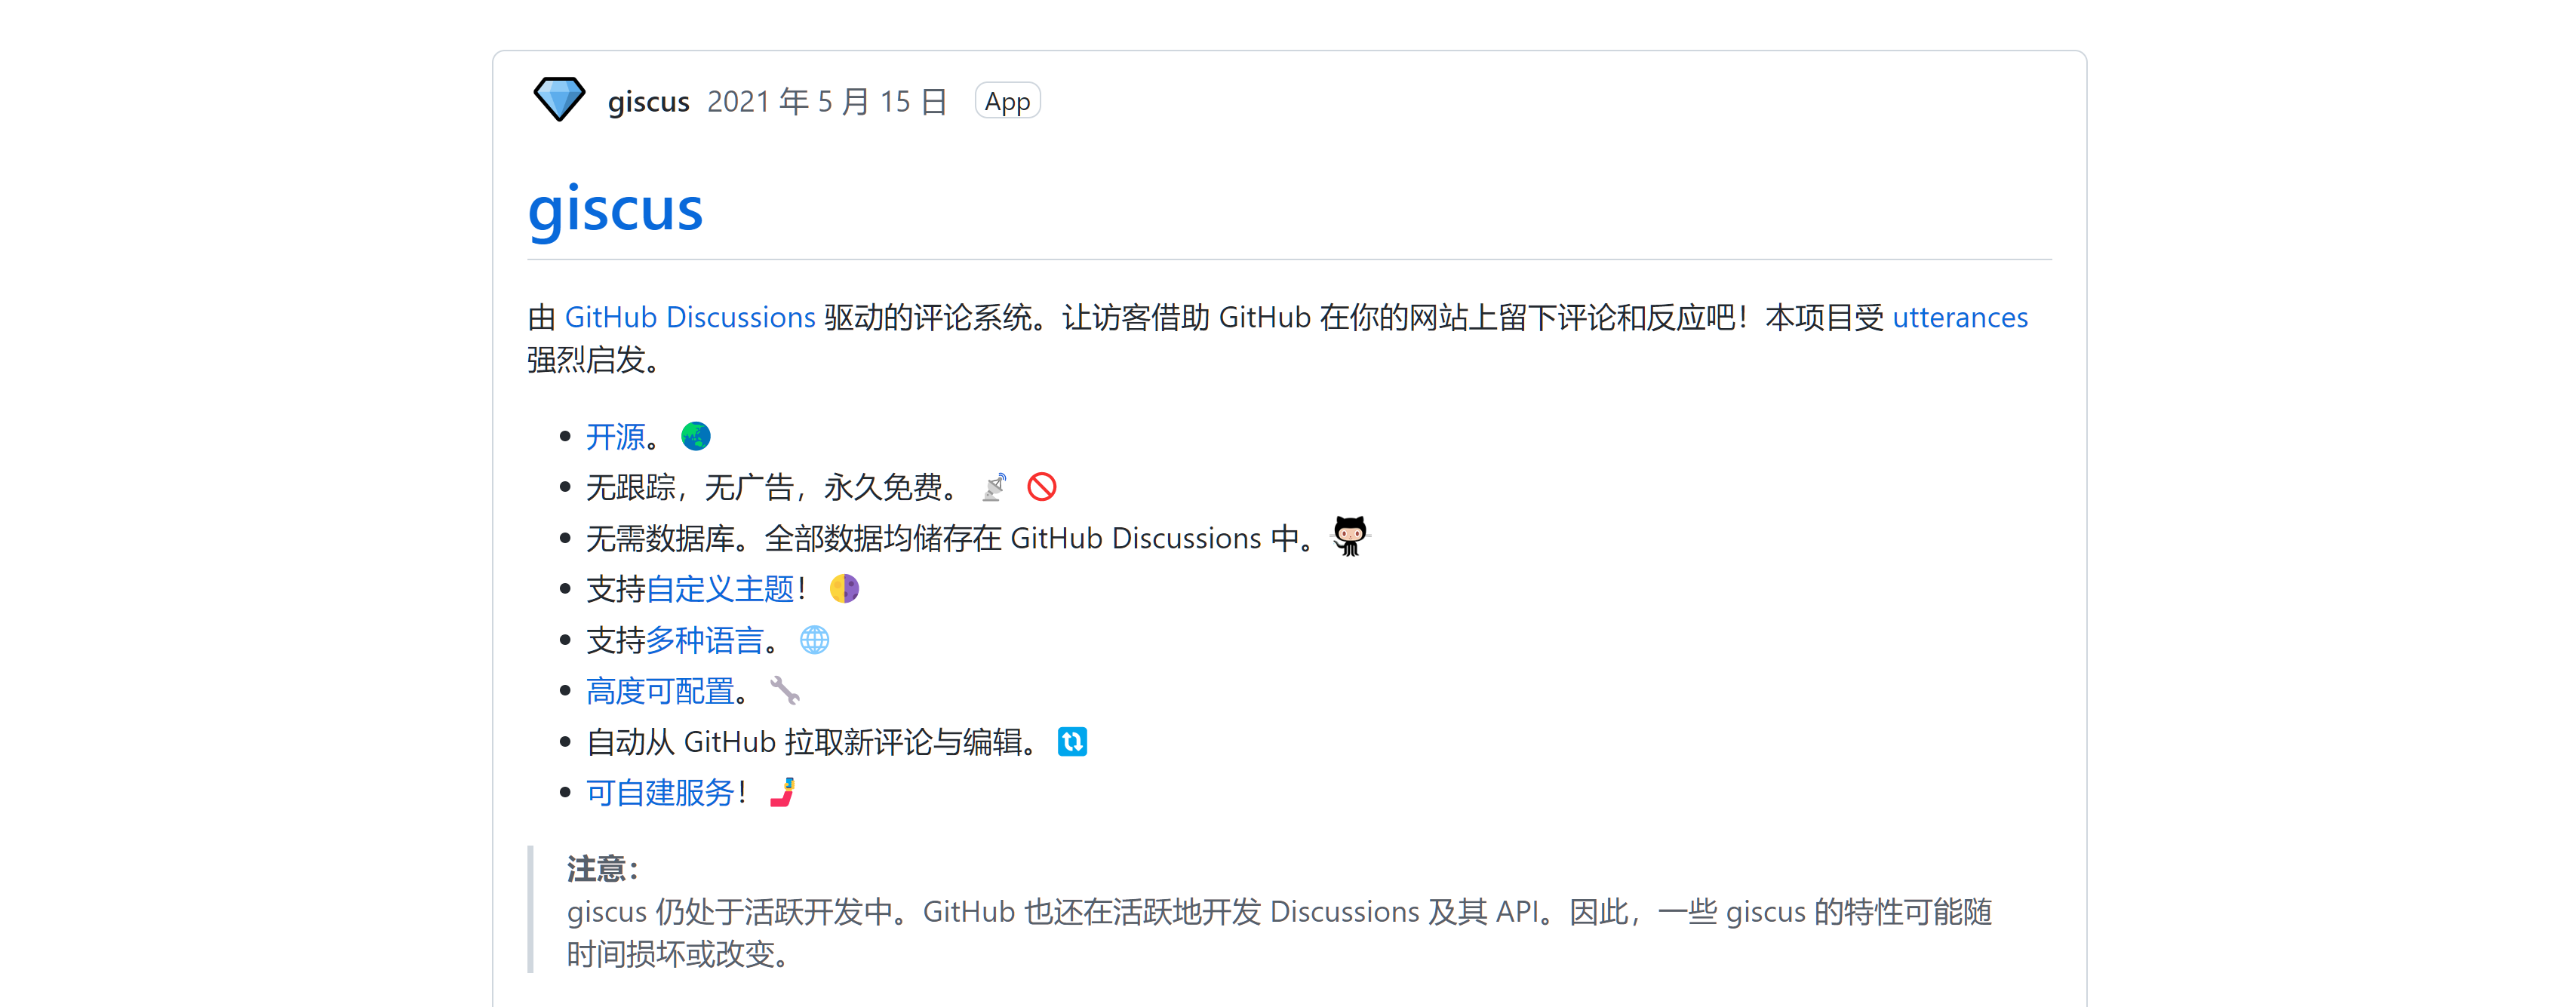 giscus 2021 年 5 月 15 日 App
giscus
由 GitHub Discussions 驱动的评论系统。让访客借助 GitHub 在你的网站上留下评论和反应吧！本项目受 utterances
强烈启发。
开源。
无跟踪，无广告，永久免费。
无需数据库。全部数据均储存在 GitHub Discussions 中。
支持自定义主题！
支持多种语言。
高度可配置。
自动从 GitHub 拉取新评论与编辑。
可自建服务！
注意：
giscus 仍处于活跃开发中。GitHub 也还在活跃地开发 Discussions 及其 API。因此，一些 giscus 的特性可能随
时间损坏或改变。